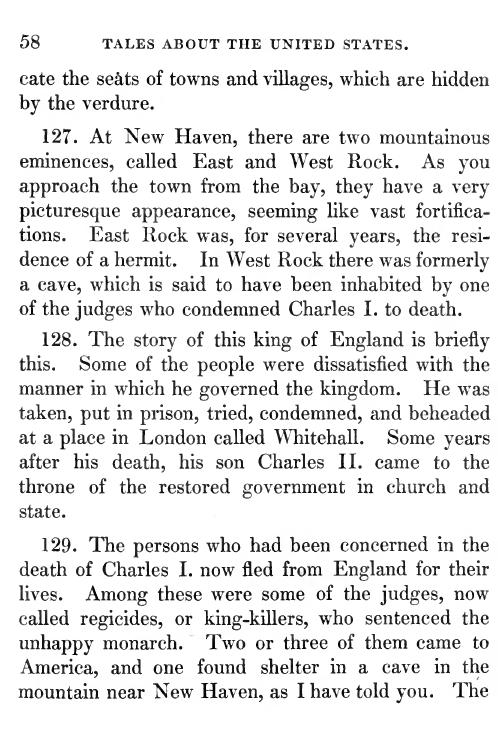 58 TALES ABOUT THE UNITED STATES.
cate the seats of towns and villages, which are hidden
by the verdure.
127. At New Haven, there are two mountainous
eminences, called East and West Rock. As you
approach the town from the bay, they have a very
picturesque appearance, seeming like vast fortifica-
tions. East Rock was, for several years, the resi-
dence of a hermit. In West Rock there was formerly
a cave, which is said to have been inhabited by one
of the judges who condemned Charles I. to death.
128. The story of this king of England is briefly
this. Some of the people were dissatisfied with the
manner in which he governed the kingdom. He was
taken, put in prison, tried, condemned, and beheaded
at a place in London called Whitehall. Some years
after his death, his son Charles II. came to the
throne of the restored government in church and
state.
129. The persons who had been concerned in the
death of Charles I. now fled from England for their
lives. Among these were some of the judges, now
called regicides, or king-killers, who sentenced the
unhappy monarch. Two or three of them came to
America, and one found shelter in a cave in the
mountain near New Haven, as I have told you. The